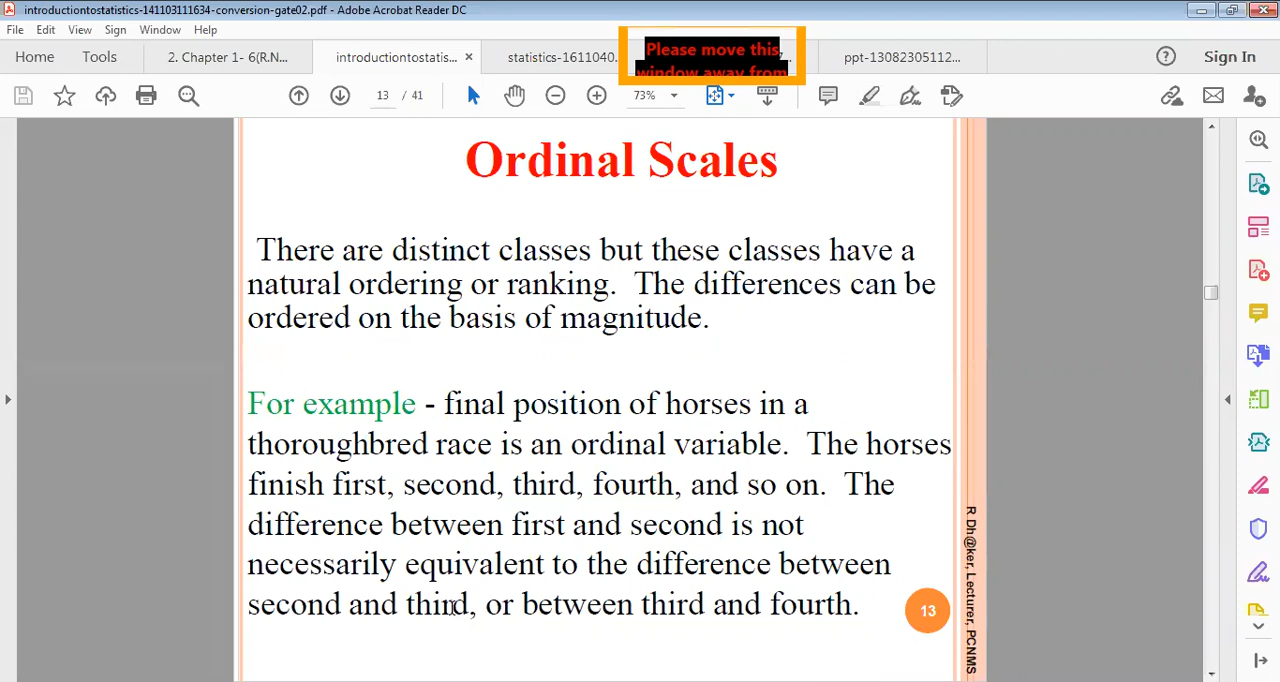 introductiontostatistics-141103111634-conversion-gate02.pdf - Adobe Acrobat Reader DC
File Edit View Sign Window Help
Home Tools 2. Chapter 1- 6(R.N... introductiontostatis... × statistics-1611040... ppt-13082305112... Sign In
Please move this
window away from
13 / 41 73%
Ordinal Scales
There are distinct classes but these classes have a
natural ordering or ranking. The differences can be
ordered on the basis of magnitude.
For example - final position of horses in a
thoroughbred race is an ordinal variable. The horses
finish first, second, third, fourth, and so on. The
difference between first and second is not
necessarily equivalent to the difference between
second and third, or between third and fourth.
13
R Dh@ker, Lecturer, PCNMS